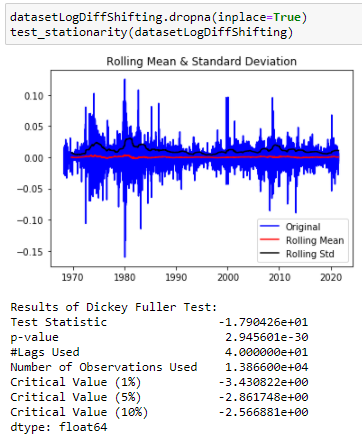 datasetLogDiffShifting.dropna(inplace=True)
test_stationarity(datasetLogDiffShifting)
Rolling Mean & Standard Deviation
0.10
0.05
0.00
−0.05
−0.10
−0.15
1970 1980 1990 2000 2010 2020
Original
Rolling Mean
Rolling Std
Results of Dickey Fuller Test:
Test Statistic -1.790426e+01
p-value 2.945601e-30
#Lags Used 4.000000e+01
Number of Observations Used 1.386600e+04
Critical Value (1%) -3.430822e+00
Critical Value (5%) -2.861748e+00
Critical Value (10%) -2.566881e+00
dtype: float64